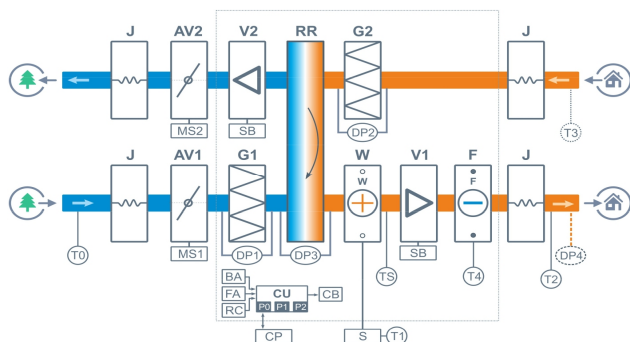 J AV2 V2 RR G2 J
MS2 SB DP2 T3
J AV1 G1 W V1 F J
W F
MS1 DP1 DP3 SB
T0 TS T4 T2 DP4
BA
FA CU CB
RC P0 P1 P2
CP S T1